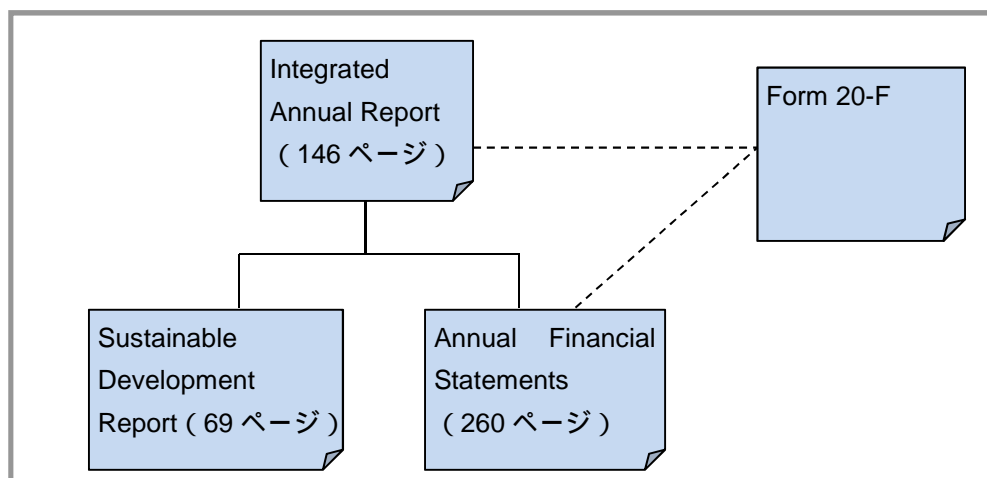 Integrated
Annual Report
（146 ページ）
Form 20-F
Sustainable
Development
Report（69 ページ）
Annual Financial
Statements
（260 ページ）